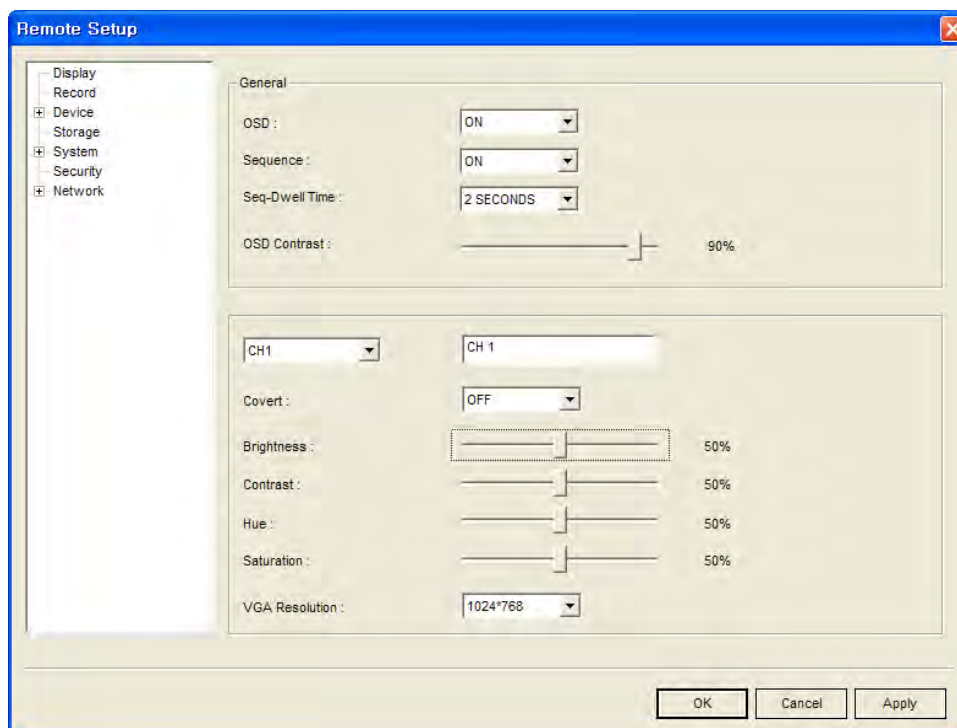 Remote Setup
Display
Record
Device
Storage
System
Security
Network
General
OSD :
ON
Sequence :
ON
Seq-Dwell Time :
2 SECONDS
OSD Contrast :
90%
CH1
CH 1
Covert :
OFF
Brightness :
50%
Contrast :
50%
Hue :
50%
Saturation :
50%
VGA Resolution :
1024*768
OK
Cancel
Apply